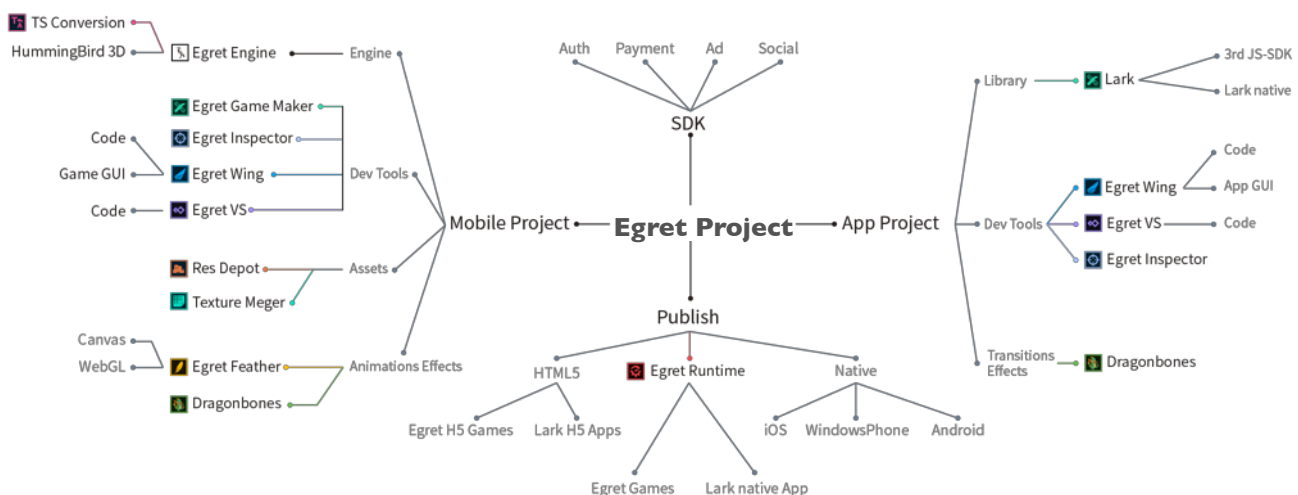 TS Conversion
HummingBird 3D
Egret Engine
Engine
Egret Game Maker
Egret Inspector
Code
Game GUI
Egret Wing
Dev Tools
Code
Egret VS
Mobile Project
Res Depot
Assets
Texture Meger
Canvas
WebGL
Egret Feather
Animations Effects
Dragonbones
Auth
Payment
Ad
Social
SDK
Egret Project
Publish
HTML5
Egret Runtime
Native
Egret H5 Games
Lark H5 Apps
iOS
WindowsPhone
Android
Egret Games
Lark native App
App Project
Library
Lark
3rd JS-SDK
Lark native
Dev Tools
Egret Wing
Code
App GUI
Egret VS
Code
Egret Inspector
Transitions
Effects
Dragonbones